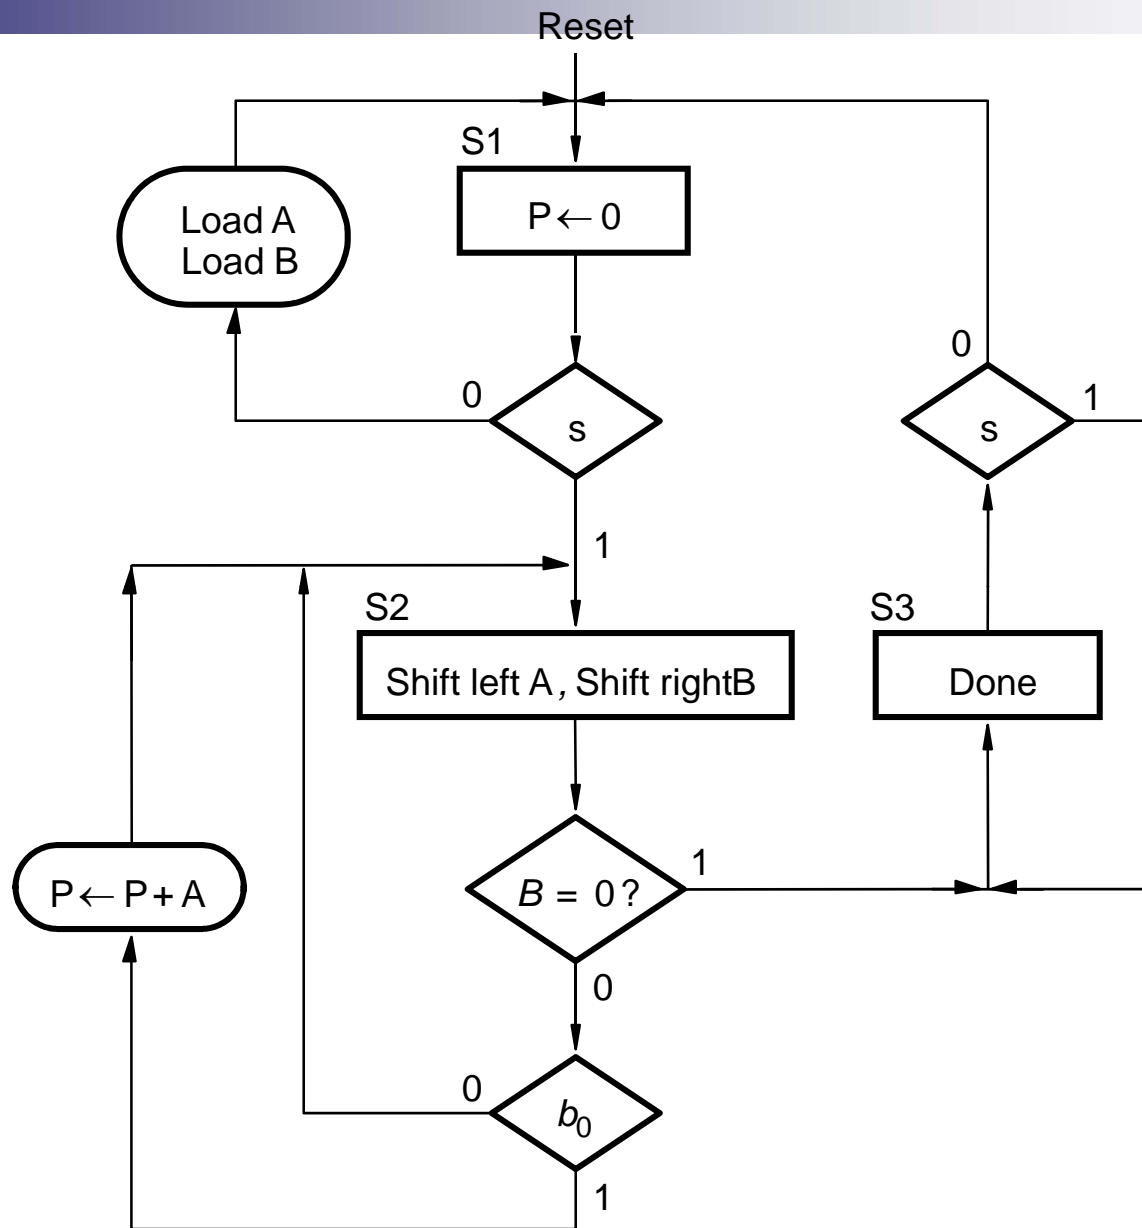 Reset
S1
P ← 0
Load A
Load B
0
s
1
0
s
1
S2
Shift left A , Shift rightB
S3
Done
P ← P + A
B = 0 ?
1
0
0
b0
1